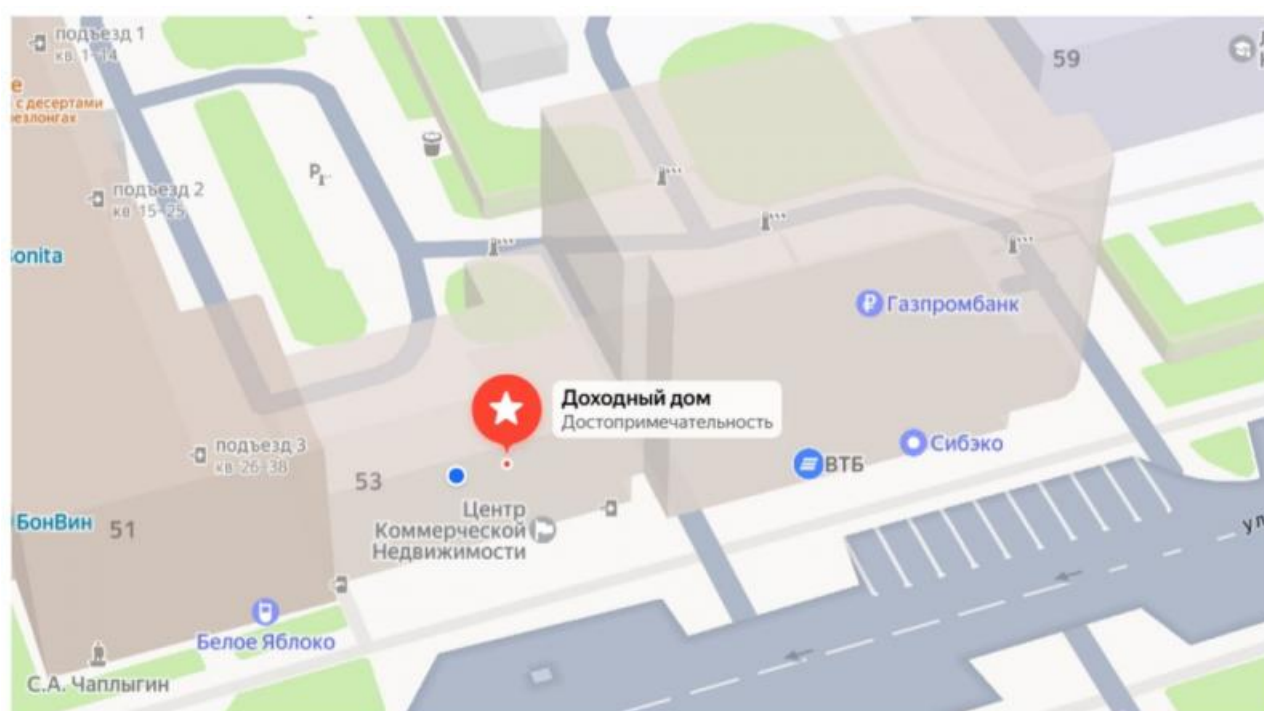 подъезд 1
кв. 1–14
59
е
с десертами
езлонгах
подъезд 2
кв 15–25
onita
Газпромбанк
Доходный дом
Достопримечательность
подъезд 3
кв 26–38
Сибэко
ВТБ
53
БонВин
51
Центр
Коммерческой
Недвижимости
ул
Белое Яблоко
С.А. Чаплыгин